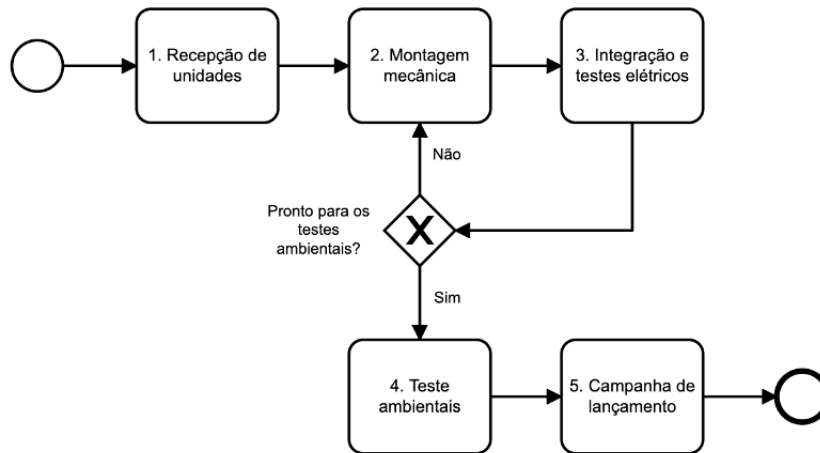 1. Recepção de
unidades
2. Montagem
mecânica
3. Integração e
testes elétricos
Não
Pronto para os
testes
ambientais?
X
Sim
4. Teste
ambientais
5. Campanha de
lançamento